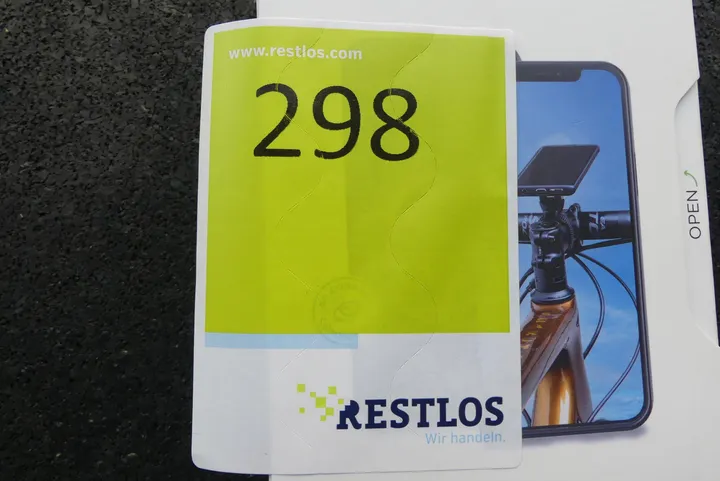 www.restlos.com
298
RESTLOS
Wir handeln.
OPEN